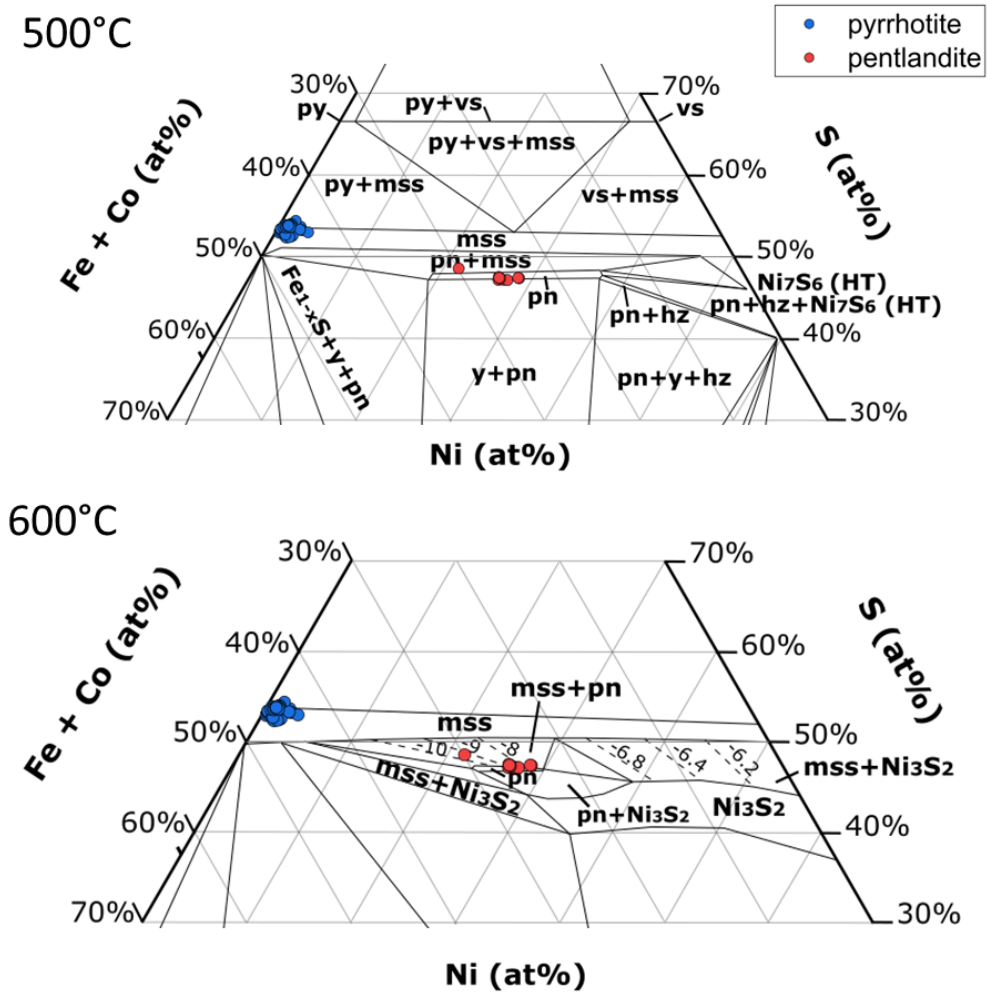 500°C
pyrrhotite
pentlandite
30%
70%
py
py+vs
vs
py+vs+mss
40%
60%
py+mss
vs+mss
Fe + Co (at%)
S (at%)
mss
50%
50%
pn+mss
Ni7S6 (HT)
pn
pn+hz+Ni7S6 (HT)
pn+hz
Fe1-xS+y+pn
60%
40%
y+pn
pn+y+hz
70%
30%
Ni (at%)
600°C
30%
70%
40%
60%
Fe + Co (at%)
S (at%)
mss+pn
mss
50%
50%
-10
-9
-8
-6.8
-6.4
-6.2
mss+Ni3S2
pn
mss+Ni3S2
pn+Ni3S2
Ni3S2
60%
40%
70%
30%
Ni (at%)